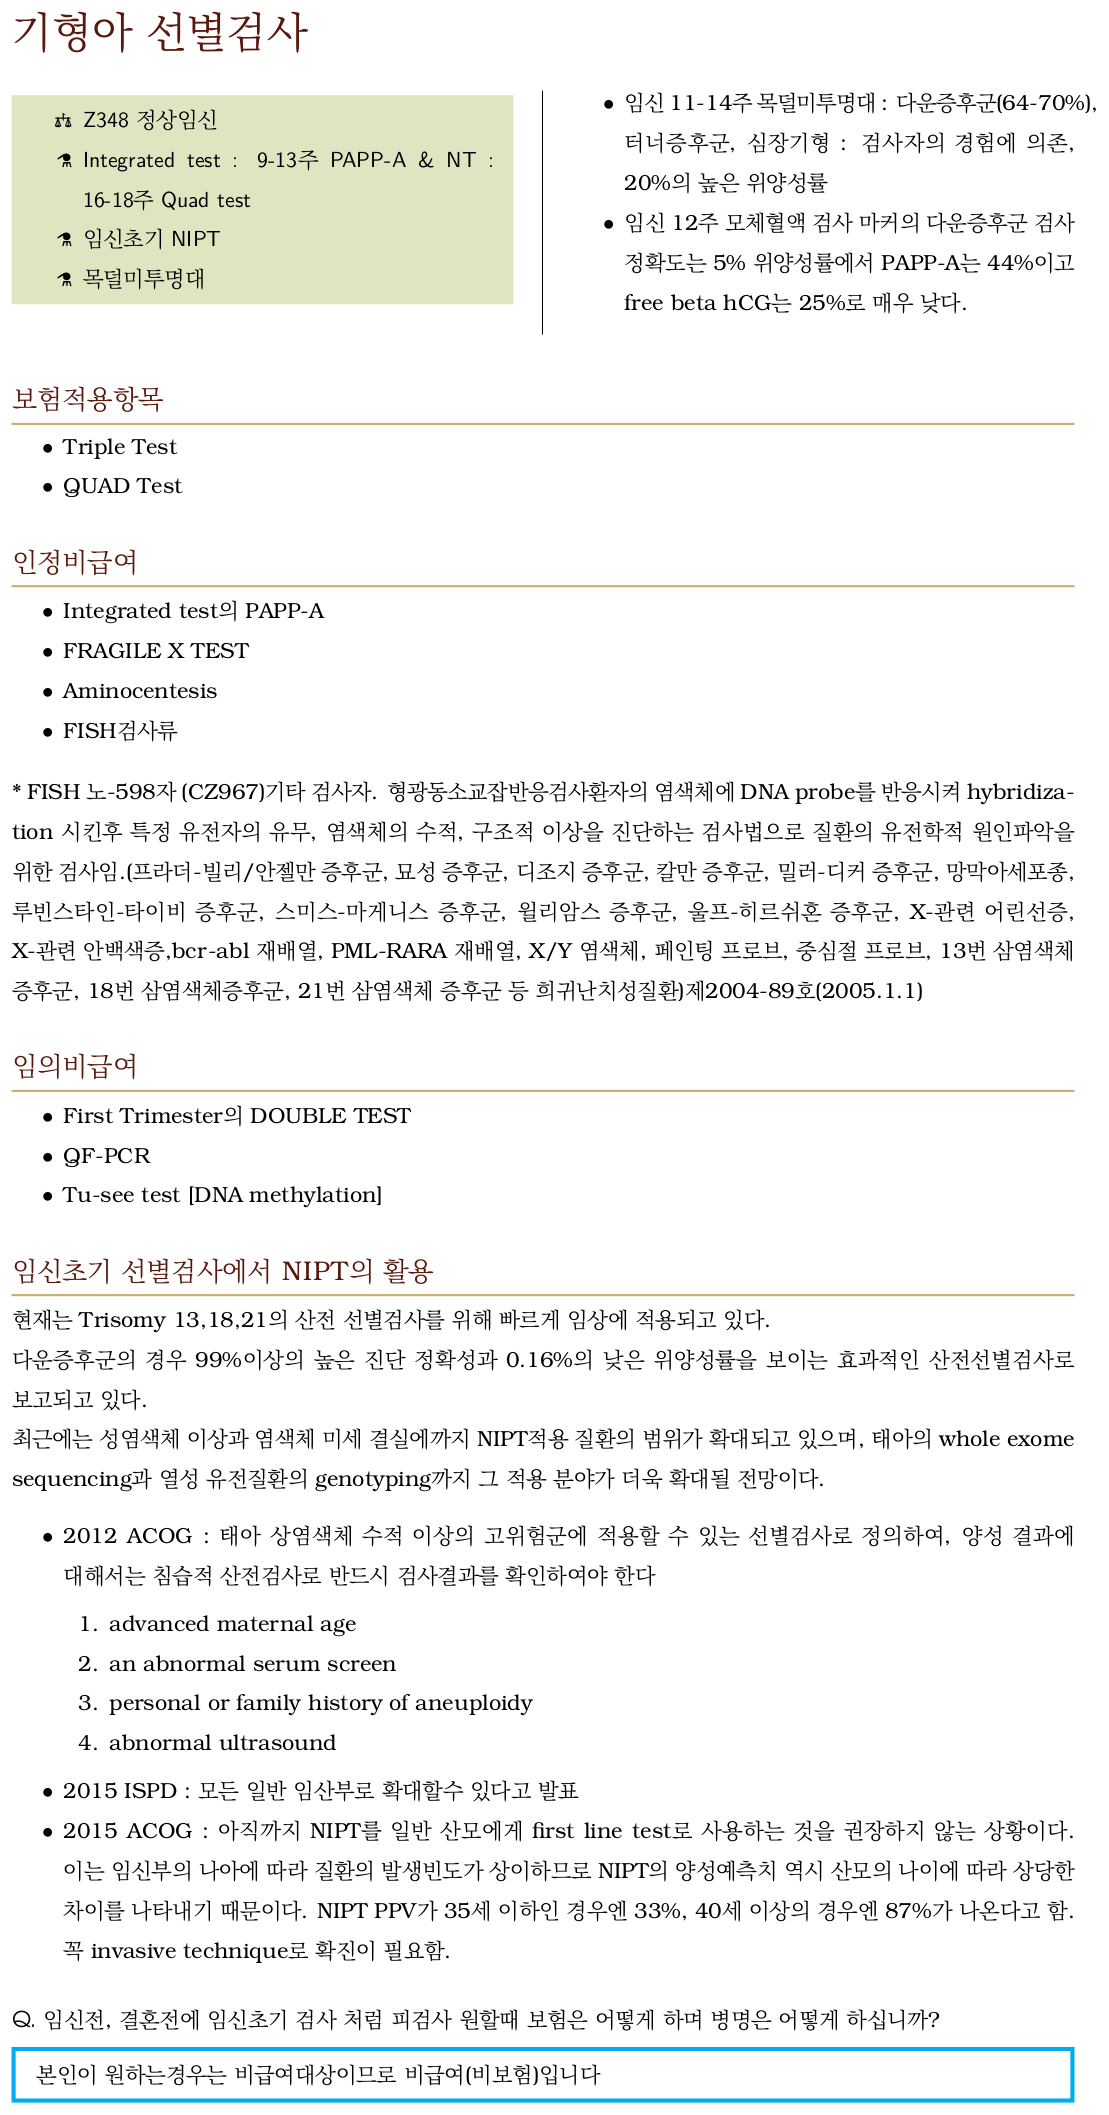 기형아 선별검사
Z348 정상임신
Integrated test : 9-13주 PAPP-A & NT :
16-18주 Quad test
임신초기 NIPT
목덜미투명대
• 임신 11-14주 목덜미투명대 : 다운증후군(64-70%),
터너증후군, 심장기형 : 검사자의 경험에 의존,
20%의 높은 위양성률
• 임신 12주 모체혈액 검사 마커의 다운증후군 검사
정확도는 5% 위양성률에서 PAPP-A는 44%이고
free beta hCG는 25%로 매우 낮다.
보험적용항목
• Triple Test
• QUAD Test
인정비급여
• Integrated test의 PAPP-A
• FRAGILE X TEST
• Aminocentesis
• FISH검사류
* FISH 노-598자 (CZ967)기타 검사자. 형광동소교잡반응검사환자의 염색체에 DNA probe를 반응시켜 hybridiza-
tion 시킨후 특정 유전자의 유무, 염색체의 수적, 구조적 이상을 진단하는 검사법으로 질환의 유전학적 원인파악을
위한 검사임.(프라더-빌리/안젤만 증후군, 묘성 증후군, 디조지 증후군, 칼만 증후군, 밀러-디커 증후군, 망막아세포종,
루빈스타인-타이비 증후군, 스미스-마게니스 증후군, 윌리암스 증후군, 울프-히르쉬혼 증후군, X-관련 어린선증,
X-관련 안백색증,bcr-abl 재배열, PML-RARA 재배열, X/Y 염색체, 페인팅 프로브, 중심절 프로브, 13번 삼염색체
증후군, 18번 삼염색체증후군, 21번 삼염색체 증후군 등 희귀난치성질환)제2004-89호(2005.1.1)
임의비급여
• First Trimester의 DOUBLE TEST
• QF-PCR
• Tu-see test [DNA methylation]
임신초기 선별검사에서 NIPT의 활용
현재는 Trisomy 13,18,21의 산전 선별검사를 위해 빠르게 임상에 적용되고 있다.
다운증후군의 경우 99%이상의 높은 진단 정확성과 0.16%의 낮은 위양성률을 보이는 효과적인 산전선별검사로
보고되고 있다.
최근에는 성염색체 이상과 염색체 미세 결실에까지 NIPT적용 질환의 범위가 확대되고 있으며, 태아의 whole exome
sequencing과 열성 유전질환의 genotyping까지 그 적용 분야가 더욱 확대될 전망이다.
• 2012 ACOG : 태아 상염색체 수적 이상의 고위험군에 적용할 수 있는 선별검사로 정의하여, 양성 결과에
대해서는 침습적 산전검사로 반드시 검사결과를 확인하여야 한다
1. advanced maternal age
2. an abnormal serum screen
3. personal or family history of aneuploidy
4. abnormal ultrasound
• 2015 ISPD : 모든 일반 임산부로 확대할수 있다고 발표
• 2015 ACOG : 아직까지 NIPT를 일반 산모에게 first line test로 사용하는 것을 권장하지 않는 상황이다.
이는 임신부의 나아에 따라 질환의 발생빈도가 상이하므로 NIPT의 양성예측치 역시 산모의 나이에 따라 상당한
차이를 나타내기 때문이다. NIPT PPV가 35세 이하인 경우엔 33%, 40세 이상의 경우엔 87%가 나온다고 함.
꼭 invasive technique로 확진이 필요함.
Q. 임신전, 결혼전에 임신초기 검사 처럼 피검사 원할때 보험은 어떻게 하며 병명은 어떻게 하십니까?
본인이 원하는경우는 비급여대상이므로 비급여(비보험)입니다